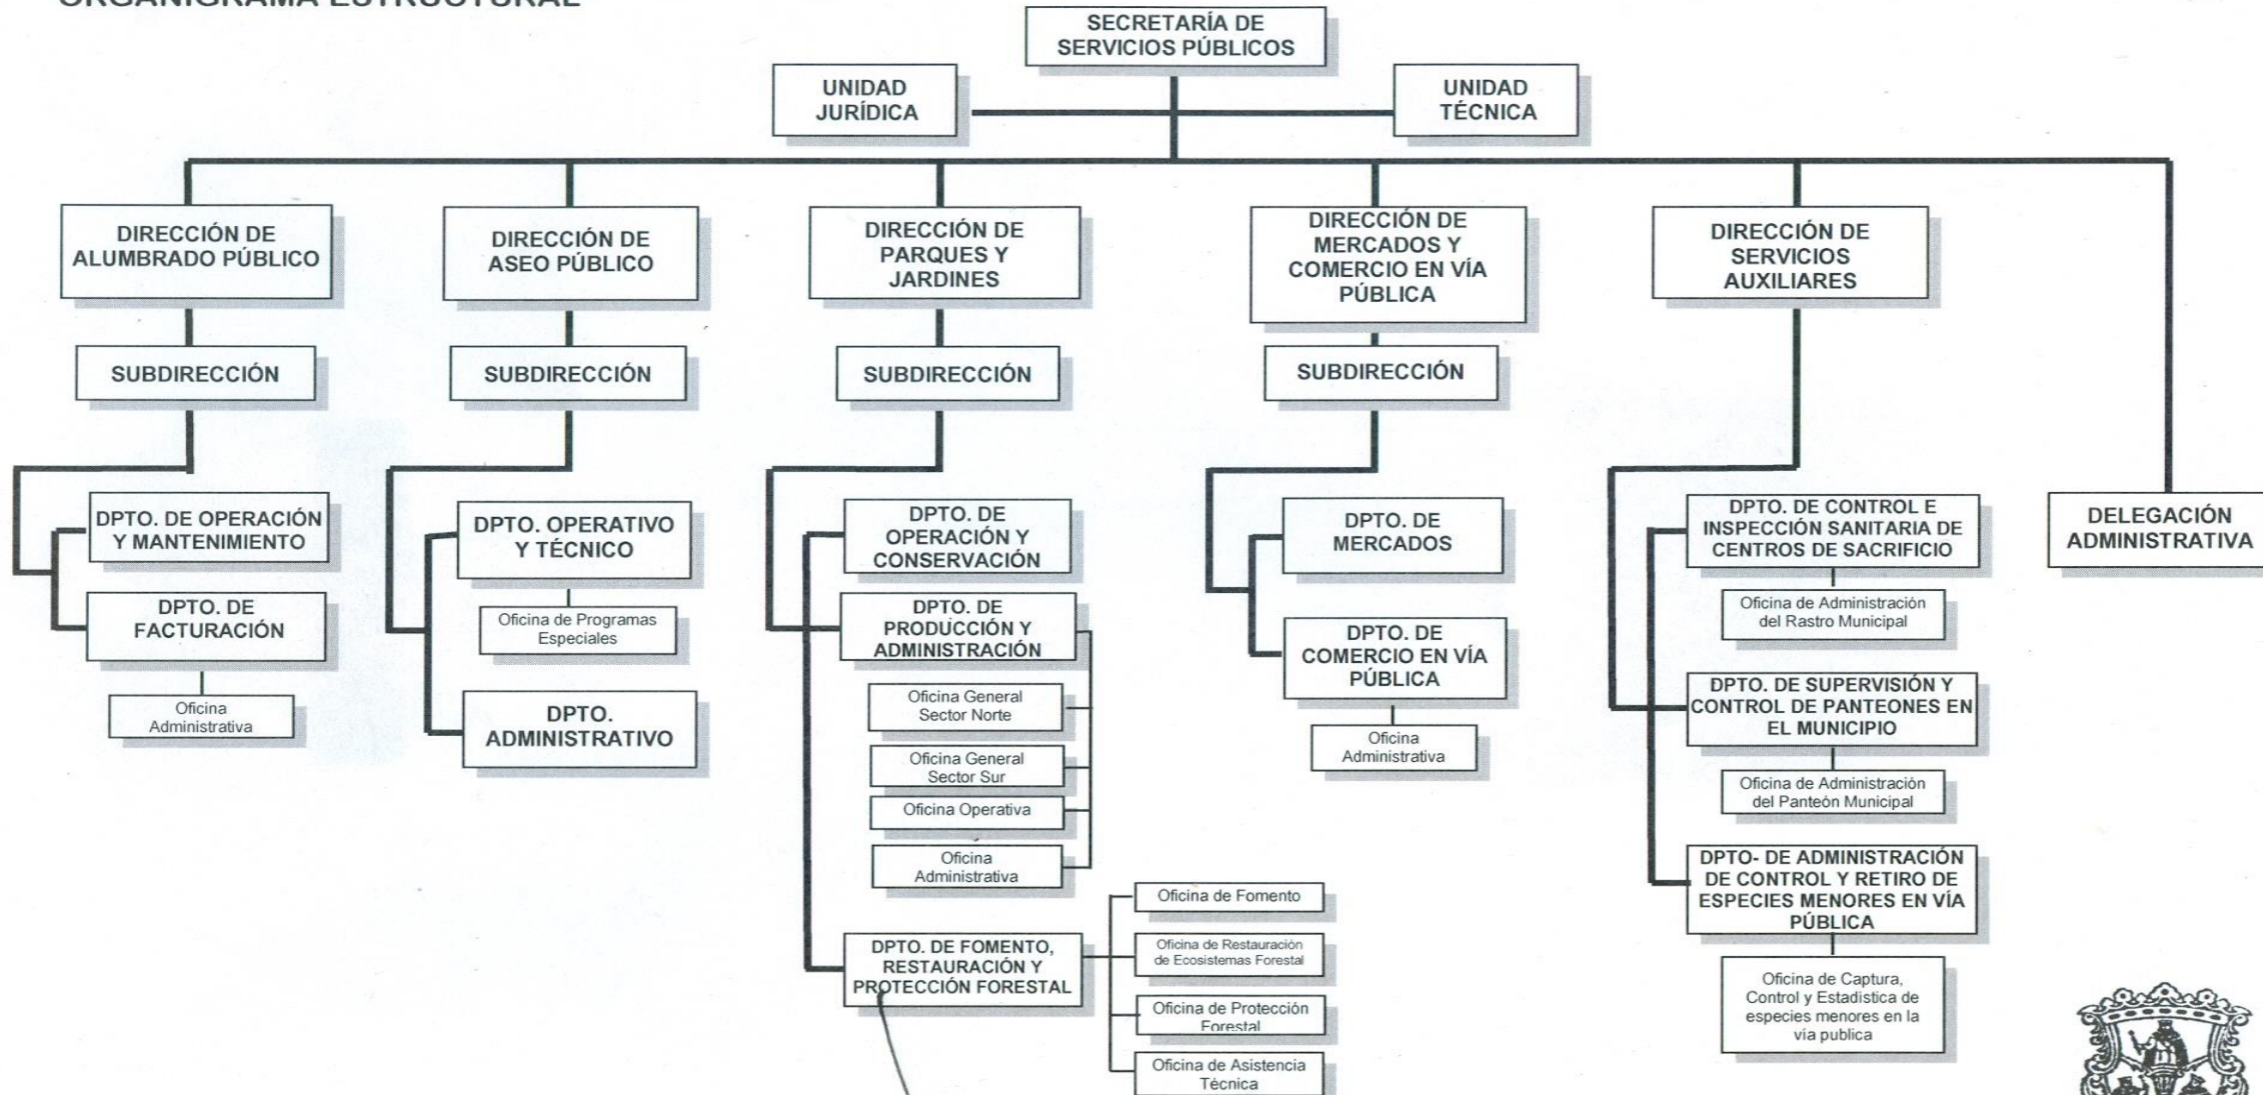 ORGANIGRAMA ESTRUCTURAL
SECRETARÍA DE
SERVICIOS PÚBLICOS
UNIDAD
JURÍDICA
UNIDAD
TÉCNICA
DIRECCIÓN DE
ALUMBRADO PÚBLICO
DIRECCIÓN DE
ASEO PÚBLICO
DIRECCIÓN DE
PARQUES Y
JARDINES
DIRECCIÓN DE
MERCADOS Y
COMERCIO EN VÍA
PÚBLICA
DIRECCIÓN DE
SERVICIOS
AUXILIARES
SUBDIRECCIÓN
SUBDIRECCIÓN
SUBDIRECCIÓN
SUBDIRECCIÓN
DPTO. DE OPERACIÓN
Y MANTENIMIENTO
DPTO. DE
FACTURACIÓN
Oficina
Administrativa
DPTO. OPERATIVO
Y TÉCNICO
Oficina de Programas
Especiales
DPTO.
ADMINISTRATIVO
DPTO. DE
OPERACIÓN Y
CONSERVACIÓN
DPTO. DE
PRODUCCIÓN Y
ADMINISTRACIÓN
Oficina General
Sector Norte
Oficina General
Sector Sur
Oficina Operativa
Oficina
Administrativa
DPTO. DE FOMENTO,
RESTAURACIÓN Y
PROTECCIÓN FORESTAL
Oficina de Fomento
Oficina de Restauración
de Ecosistemas Forestal
Oficina de Protección
Forestal
Oficina de Asistencia
Técnica
DPTO. DE
MERCADOS
DPTO. DE
COMERCIO EN VÍA
PÚBLICA
Oficina
Administrativa
DPTO. DE CONTROL E
INSPECCIÓN SANITARIA DE
CENTROS DE SACRIFICIO
Oficina de Administración
del Rastro Municipal
DPTO. DE SUPERVISIÓN Y
CONTROL DE PANTEONES EN
EL MUNICIPIO
Oficina de Administración
del Panteón Municipal
DPTO- DE ADMINISTRACIÓN
DE CONTROL Y RETIRO DE
ESPECIES MENORES EN VÍA
PÚBLICA
Oficina de Captura,
Control y Estadistica de
especies menores en la
vía publica
DELEGACIÓN
ADMINISTRATIVA